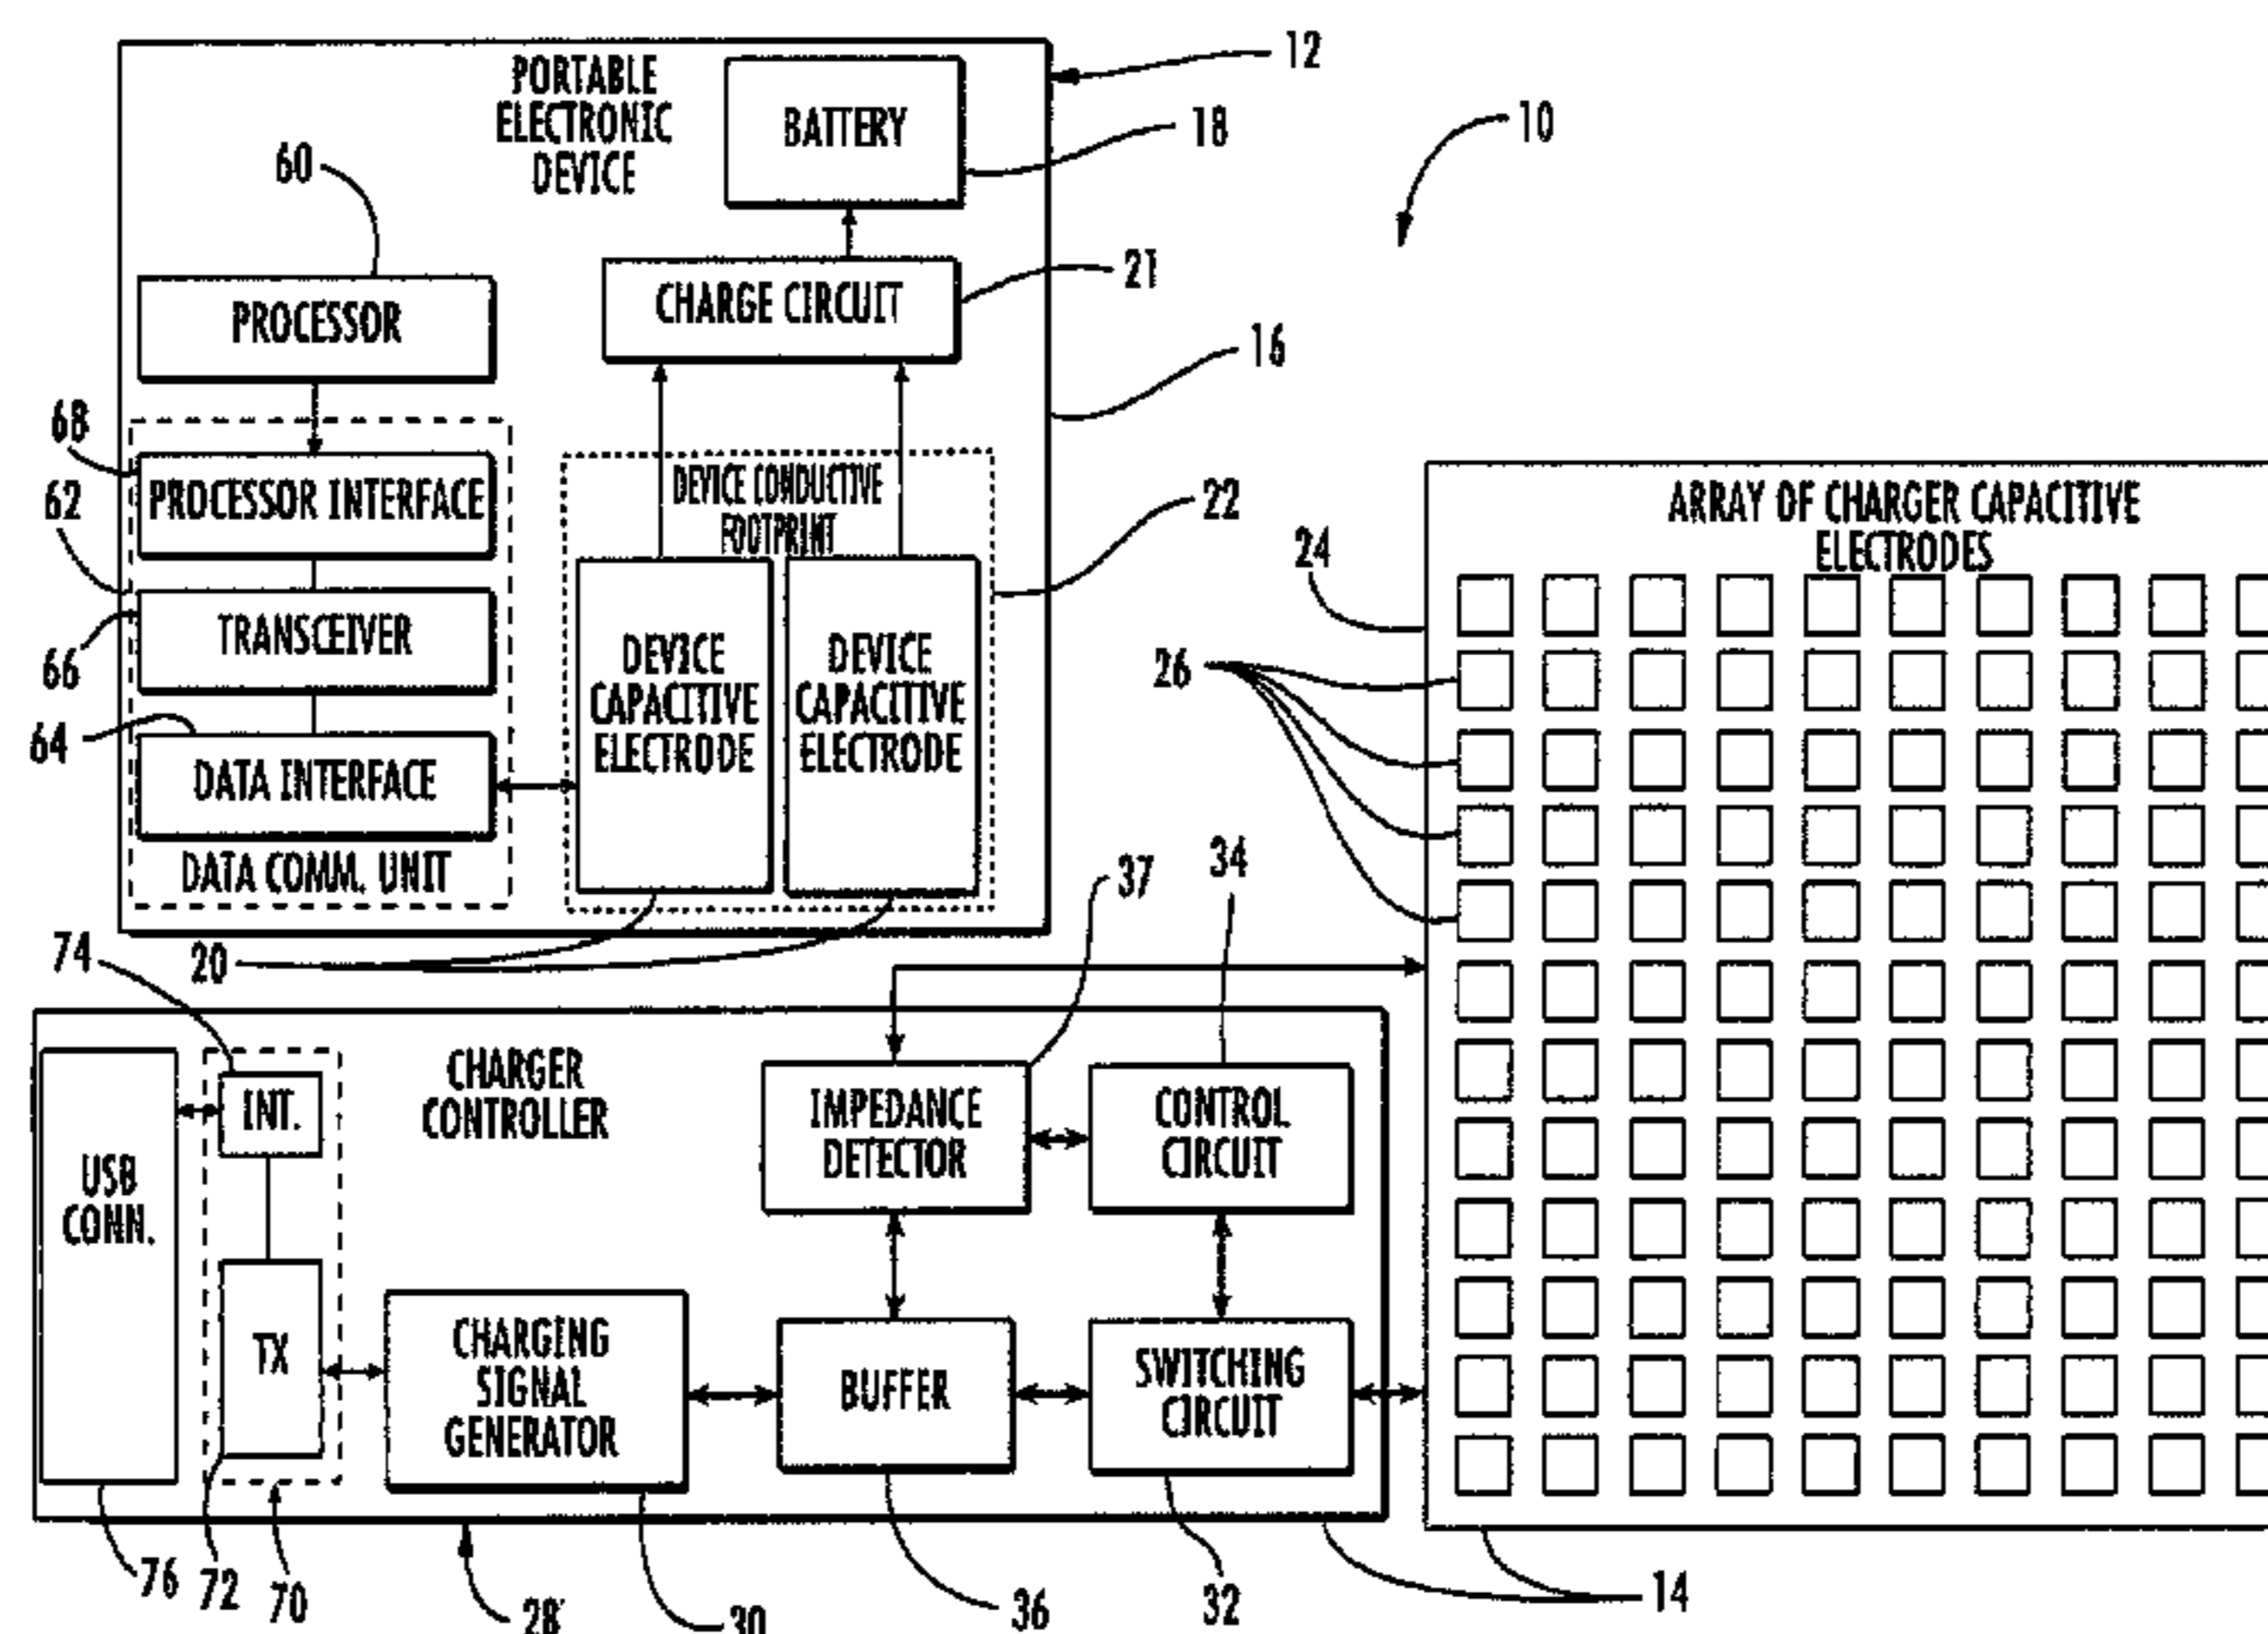 PORTABLE
ELECTRONIC
DEVICE
BATTERY
12
18
10
60
CHARGE CIRCUIT
21
PROCESSOR
16
68
PROCESSOR INTERFACE
62
DEVICE CONDUCTIVE
FOOTPRINT
22
TRANSCEIVER
66
DEVICE
CAPACITIVE
ELECTRODE
DEVICE
CAPACITIVE
ELECTRODE
64
DATA INTERFACE
DATA COMM. UNIT
20
ARRAY OF CHARGER CAPACITIVE
ELECTRODES
24
26
37
34
74
CHARGER
CONTROLLER
INT.
USB
CONN.
IMPEDANCE
DETECTOR
CONTROL
CIRCUIT
TX
CHARGING
SIGNAL
GENERATOR
BUFFER
SWITCHING
CIRCUIT
76
72
70
28'
30
36
32
14